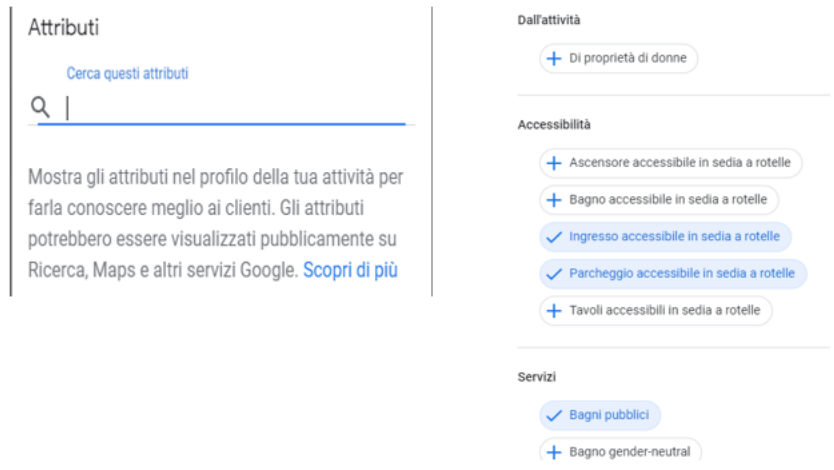 Attributi
Cerca questi attributi
Mostra gli attributi nel profilo della tua attività per
farla conoscere meglio ai clienti. Gli attributi
potrebbero essere visualizzati pubblicamente su
Ricerca, Maps e altri servizi Google. Scopri di più
Dall'attività
Di proprietà di donne
Accessibilità
Ascensore accessibile in sedia a rotelle
Bagno accessibile in sedia a rotelle
Ingresso accessibile in sedia a rotelle
Parcheggio accessibile in sedia a rotelle
Tavoli accessibili in sedia a rotelle
Servizi
Bagni pubblici
Bagno gender-neutral